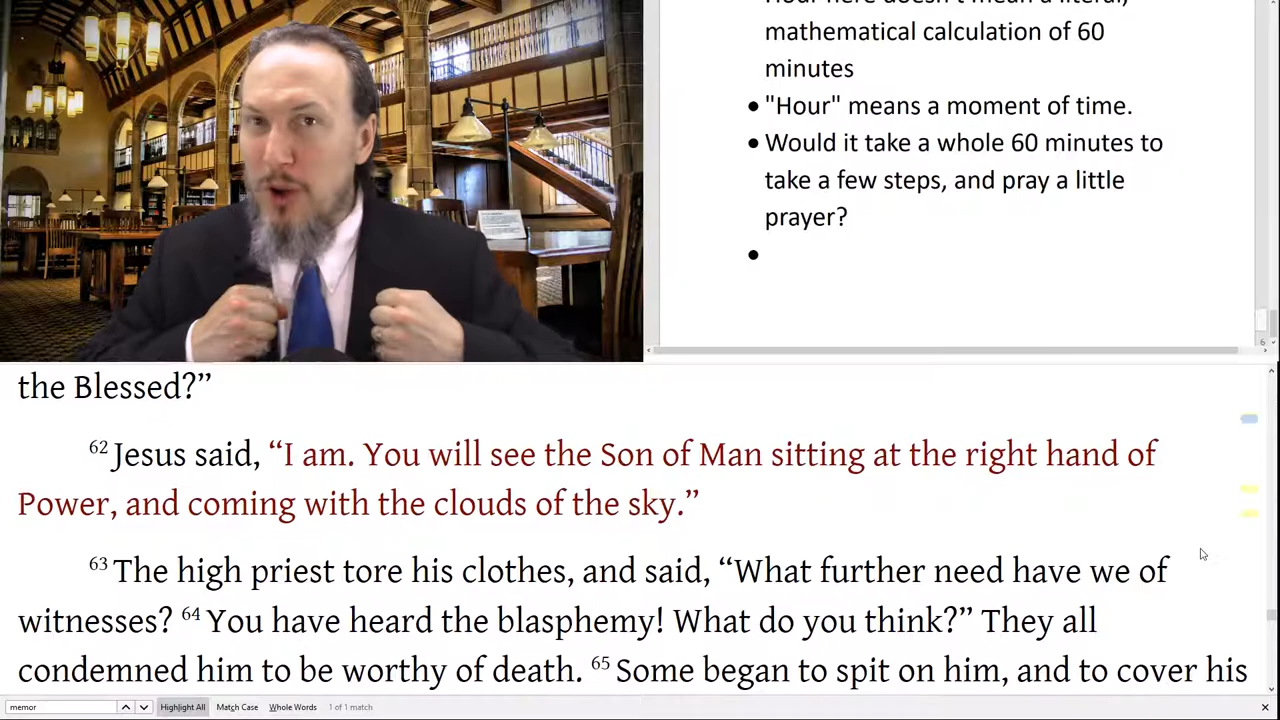 "Hour" means a moment of time.
mathematical calculation of 60
minutes
Would it take a whole 60 minutes to
take a few steps, and pray a little
prayer?
the Blessed?”
62 Jesus said, “I am. You will see the Son of Man sitting at the right hand of
Power, and coming with the clouds of the sky.”
63 The high priest tore his clothes, and said, “What further need have we of
witnesses? 64 You have heard the blasphemy! What do you think?” They all
condemned him to be worthy of death. 65 Some began to spit on him, and to cover his
memor Highlight All Match Case Whole Words 1 of 1 match
6